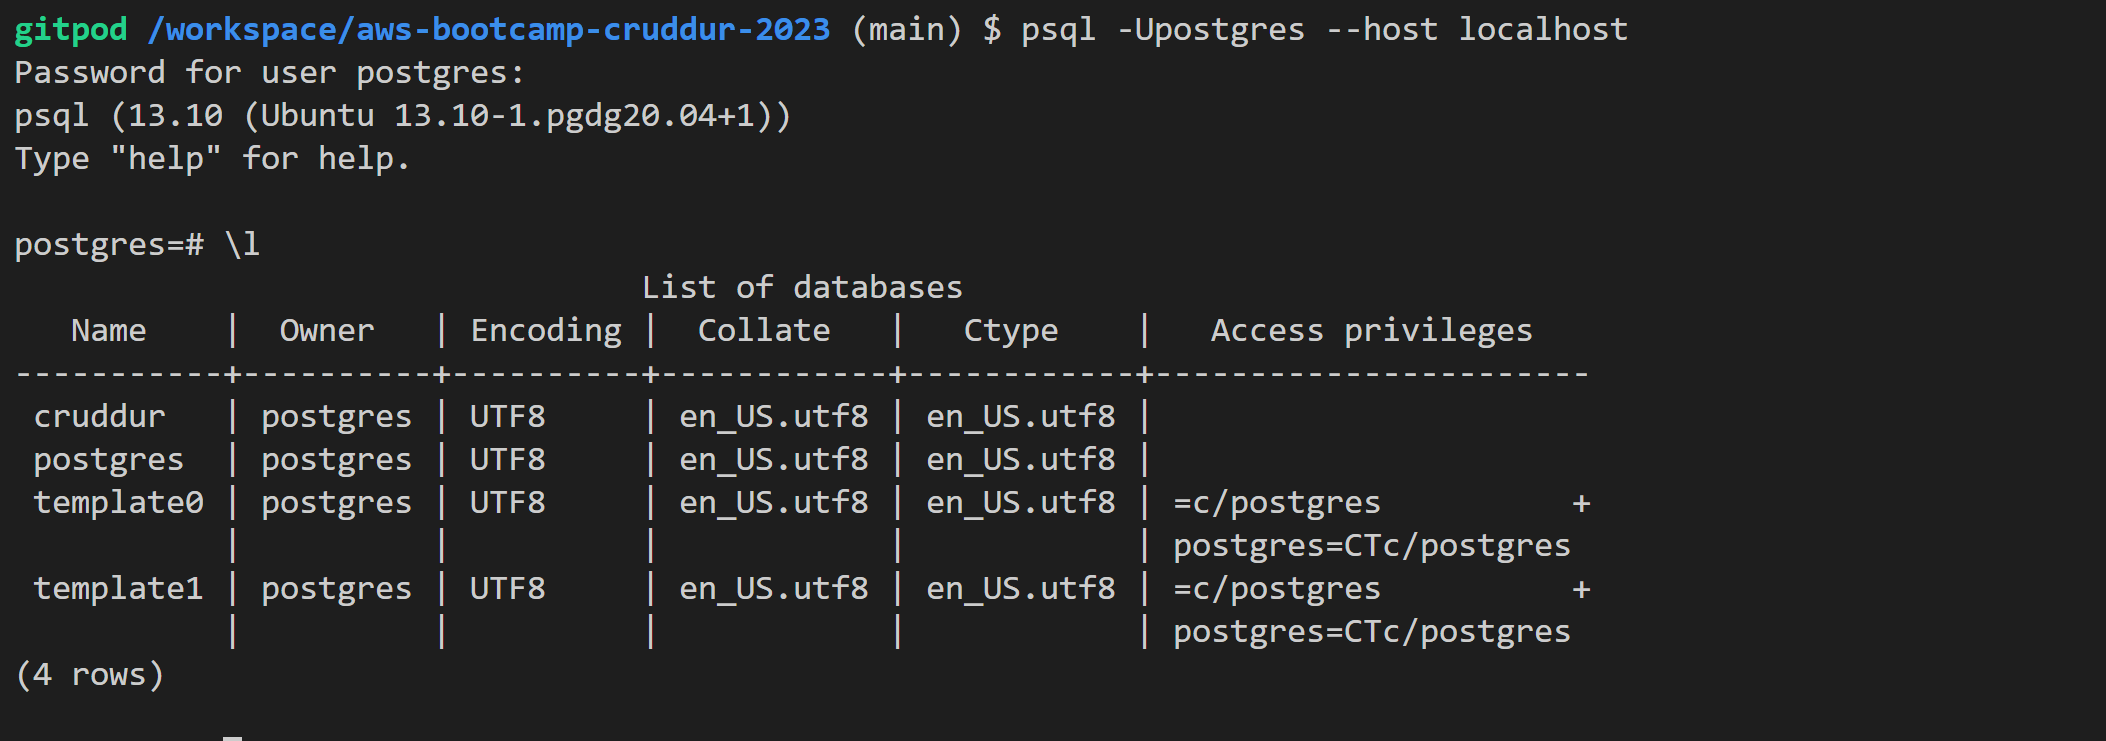 gitpod /workspace/aws-bootcamp-cruddur-2023 (main) $ psql -Upostgres --host localhost
Password for user postgres:
psql (13.10 (Ubuntu 13.10-1.pgdg20.04+1))
Type "help" for help.
postgres=# \l
                                 List of databases
   Name    |  Owner   | Encoding |  Collate   |   Ctype    |   Access privileges
-----------+----------+----------+------------+------------+-----------------------
 cruddur   | postgres | UTF8     | en_US.utf8 | en_US.utf8 |
 postgres  | postgres | UTF8     | en_US.utf8 | en_US.utf8 |
 template0 | postgres | UTF8     | en_US.utf8 | en_US.utf8 | =c/postgres          +
           |          |          |            |            | postgres=CTc/postgres
 template1 | postgres | UTF8     | en_US.utf8 | en_US.utf8 | =c/postgres          +
           |          |          |            |            | postgres=CTc/postgres
(4 rows)